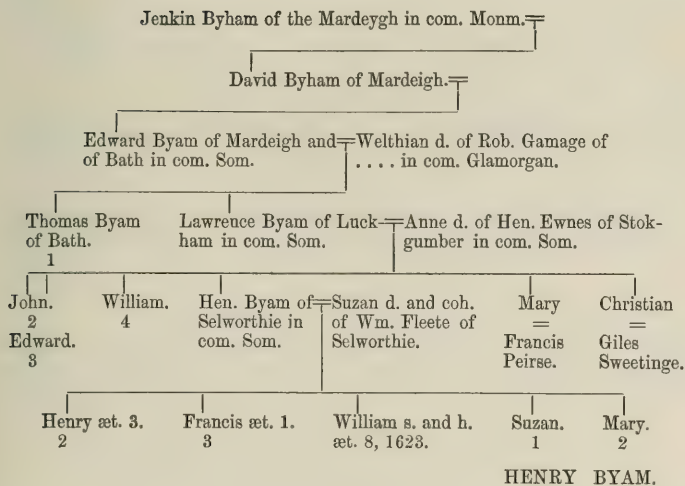 Jenkin Byham of the Mardeygh in com. Monm.
David Byham of Mardeigh.
Edward Byam of Mardeigh and
of Bath in com. Som.
Welthian d. of Rob. Gamage of
.... in com. Glamorgan.
Thomas Byam
of Bath.
1
Lawrence Byam of Luck-
ham in com. Som.
Anne d. of Hen. Ewnes of Stok-
gumber in com. Som.
John.
2
Edward.
3
William.
4
Hen. Byam of
Selworthie in
com. Som.
Suzan d. and coh.
of Wm. Fleete of
Selworthie.
Mary
=
Francis
Peirse.
Christian
=
Giles
Sweetinge.
Henry æt. 3.
2
Francis æt. 1.
3
William s. and h.
æt. 8, 1623.
Suzan.
1
Mary.
2
HENRY BYAM.